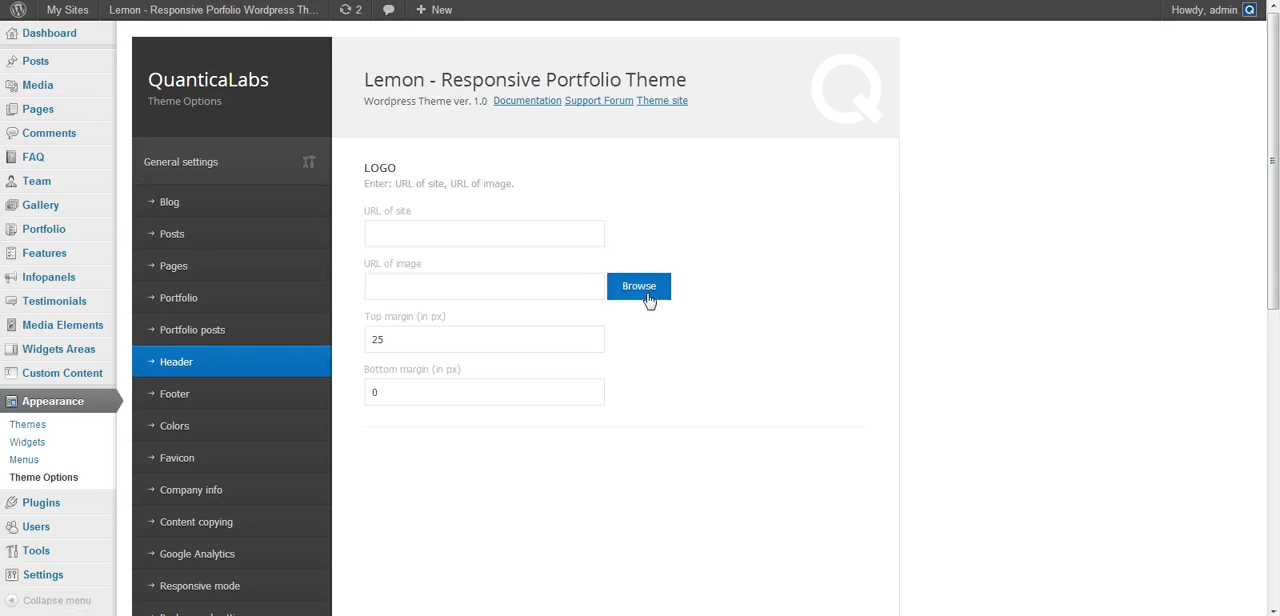 My Sites
Lemon - Responsive Porfolio Wordpress Th...
2
New
Howdy, admin
Dashboard
Posts
Media
Pages
Comments
FAQ
Team
Gallery
Portfolio
Features
Infopanels
Testimonials
Media Elements
Widgets Areas
Custom Content
Appearance
Themes
Widgets
Menus
Theme Options
Plugins
Users
Tools
Settings
Collapse menu
QuanticaLabs
Theme Options
General settings
Blog
Posts
Pages
Portfolio
Portfolio posts
Header
Footer
Colors
Favicon
Company info
Content copying
Google Analytics
Responsive mode
Lemon - Responsive Portfolio Theme
Wordpress Theme ver. 1.0 Documentation Support Forum Theme site
LOGO
Enter: URL of site, URL of image.
URL of site
URL of image
Browse
Top margin (in px)
25
Bottom margin (in px)
0